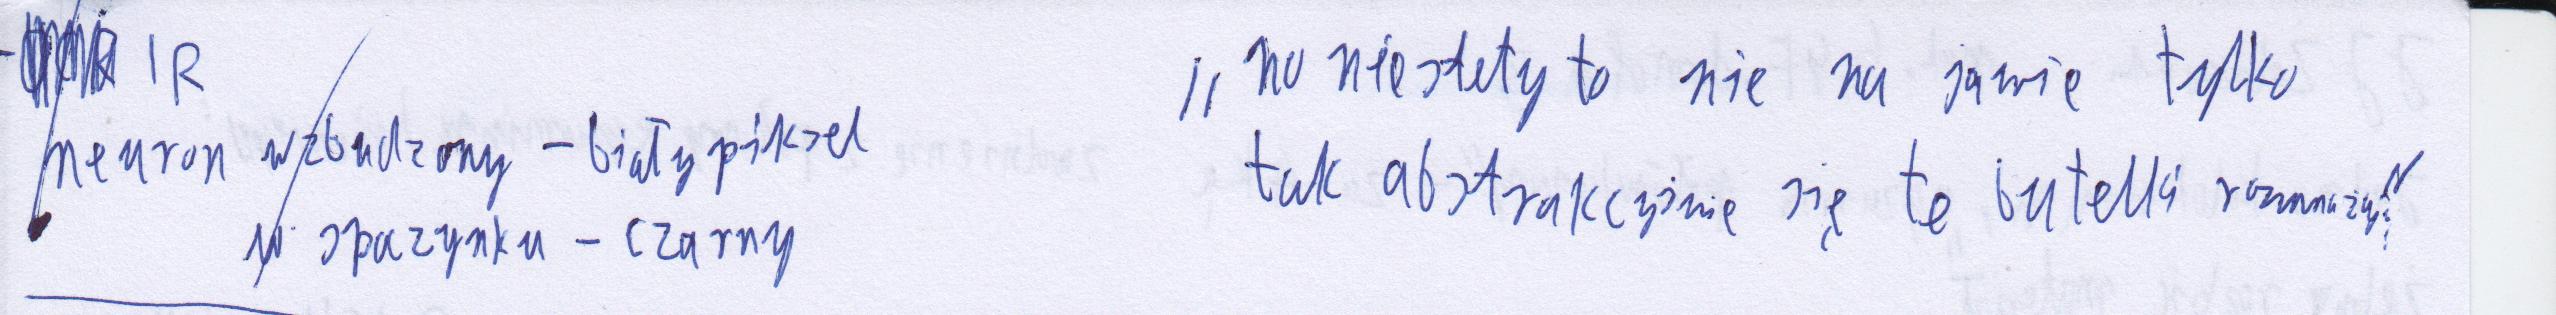 IR
neuron wzbudzony – biały piksel
w spoczynku – czarny
„no niestety to nie na jawie tylko
tak abstrakcyjnie się te butelki